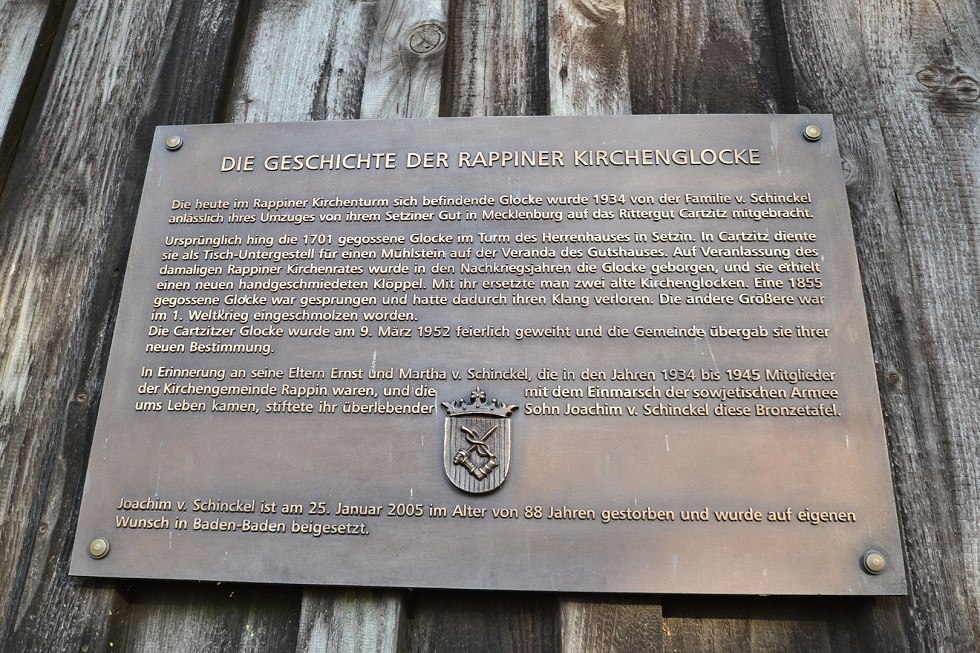 DIE GESCHICHTE DER RAPPINER KIRCHENGLOCKE
Die heute im Rappiner Kirchenturm sich befindende Glocke wurde 1934 von der Familie v. Schinckel
anlässlich ihres Umzuges von ihrem Setziner Gut in Mecklenburg auf das Rittergut Cartzitz mitgebracht.
Ursprünglich hing die 1701 gegossene Glocke im Turm des Herrenhauses in Setzin. In Cartzitz diente
sie als Tisch-Untergestell für einen Mühlstein auf der Veranda des Gutshauses. Auf Veranlassung des
damaligen Rappiner Kirchenrates wurde in den Nachkriegsjahren die Glocke geborgen, und sie erhielt
einen neuen handgeschmiedeten Klöppel. Mit ihr ersetzte man zwei alte Kirchenglocken. Eine 1855
gegossene Glocke war gesprungen und hatte dadurch ihren Klang verloren. Die andere Größere war
im 1. Weltkrieg eingeschmolzen worden.
Die Cartzitzer Glocke wurde am 9. März 1952 feierlich geweiht und die Gemeinde übergab sie ihrer
neuen Bestimmung.
In Erinnerung an seine Eltern Ernst und Martha v. Schinckel, die in den Jahren 1934 bis 1945 Mitglieder
der Kirchengemeinde Rappin waren, und die mit dem Einmarsch der sowjetischen Armee
ums Leben kamen, stiftete ihr überlebender Sohn Joachim v. Schinckel diese Bronzetafel.
Joachim v. Schinckel ist am 25. Januar 2005 im Alter von 88 Jahren gestorben und wurde auf eigenen
Wunsch in Baden-Baden beigesetzt.